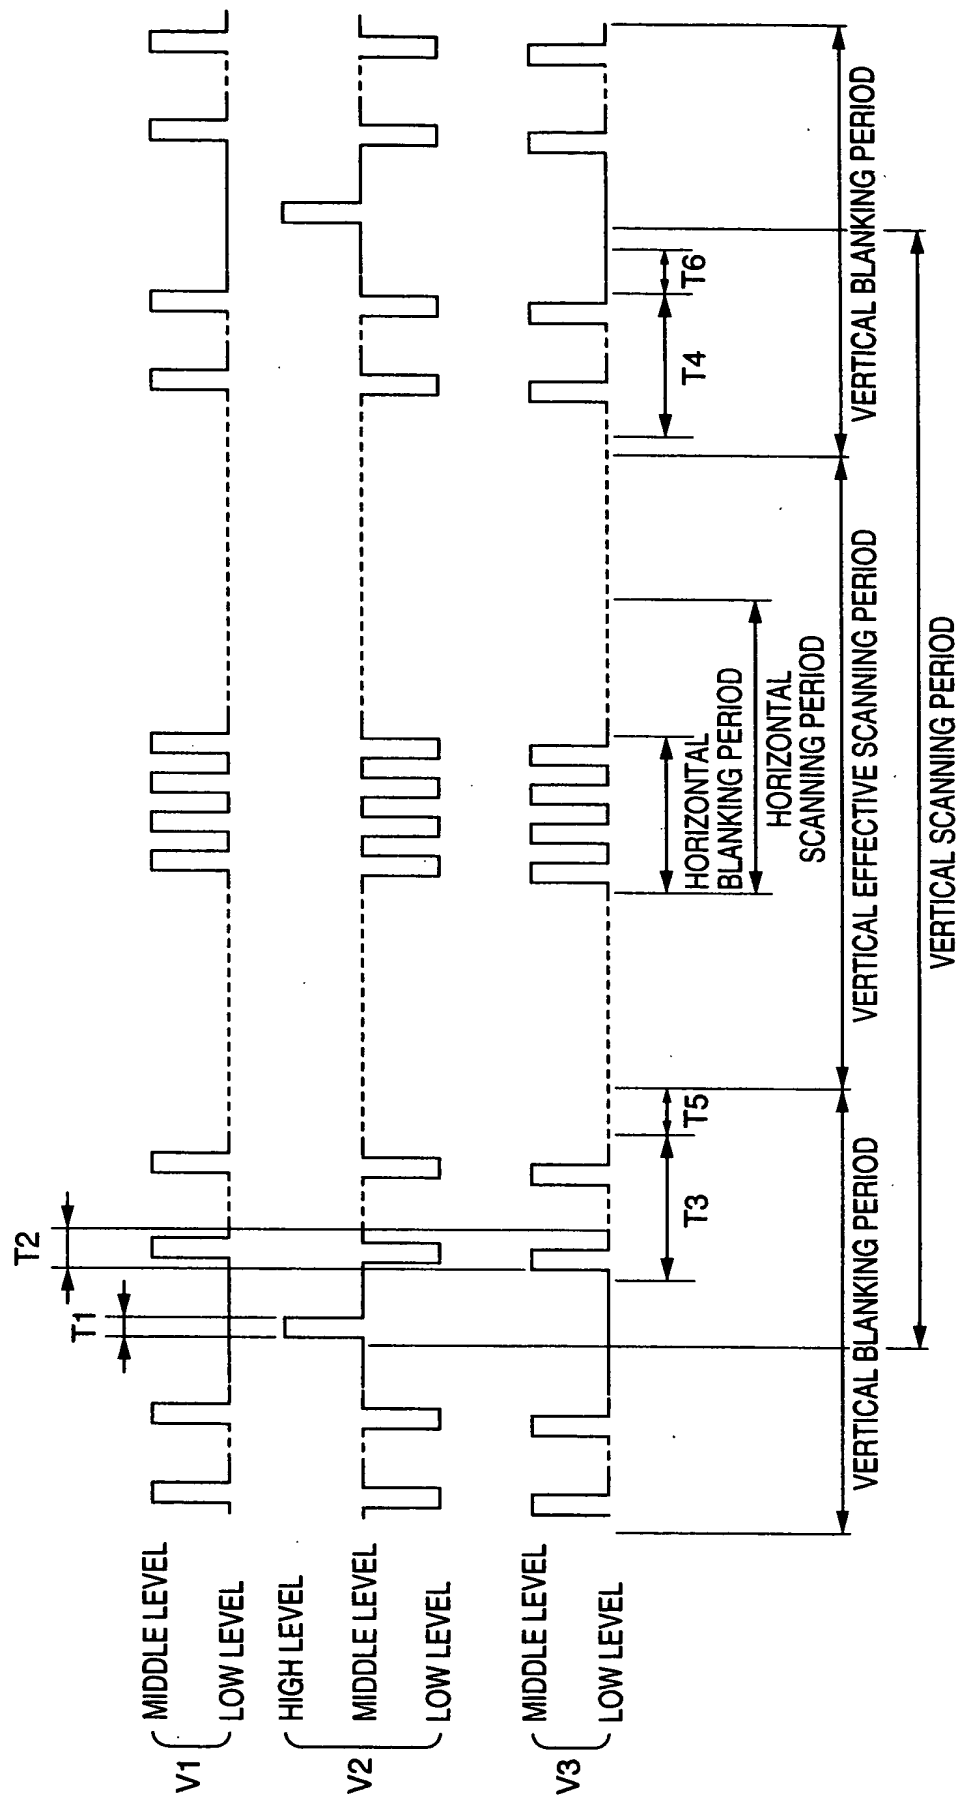 T2
T1
V1
MIDDLE LEVEL
LOW LEVEL
V2
HIGH LEVEL
MIDDLE LEVEL
LOW LEVEL
V3
MIDDLE LEVEL
LOW LEVEL
T3
T5
HORIZONTAL
BLANKING PERIOD
T4
T6
HORIZONTAL
SCANNING PERIOD
VERTICAL BLANKING PERIOD
VERTICAL EFFECTIVE SCANNING PERIOD
VERTICAL BLANKING PERIOD
VERTICAL SCANNING PERIOD